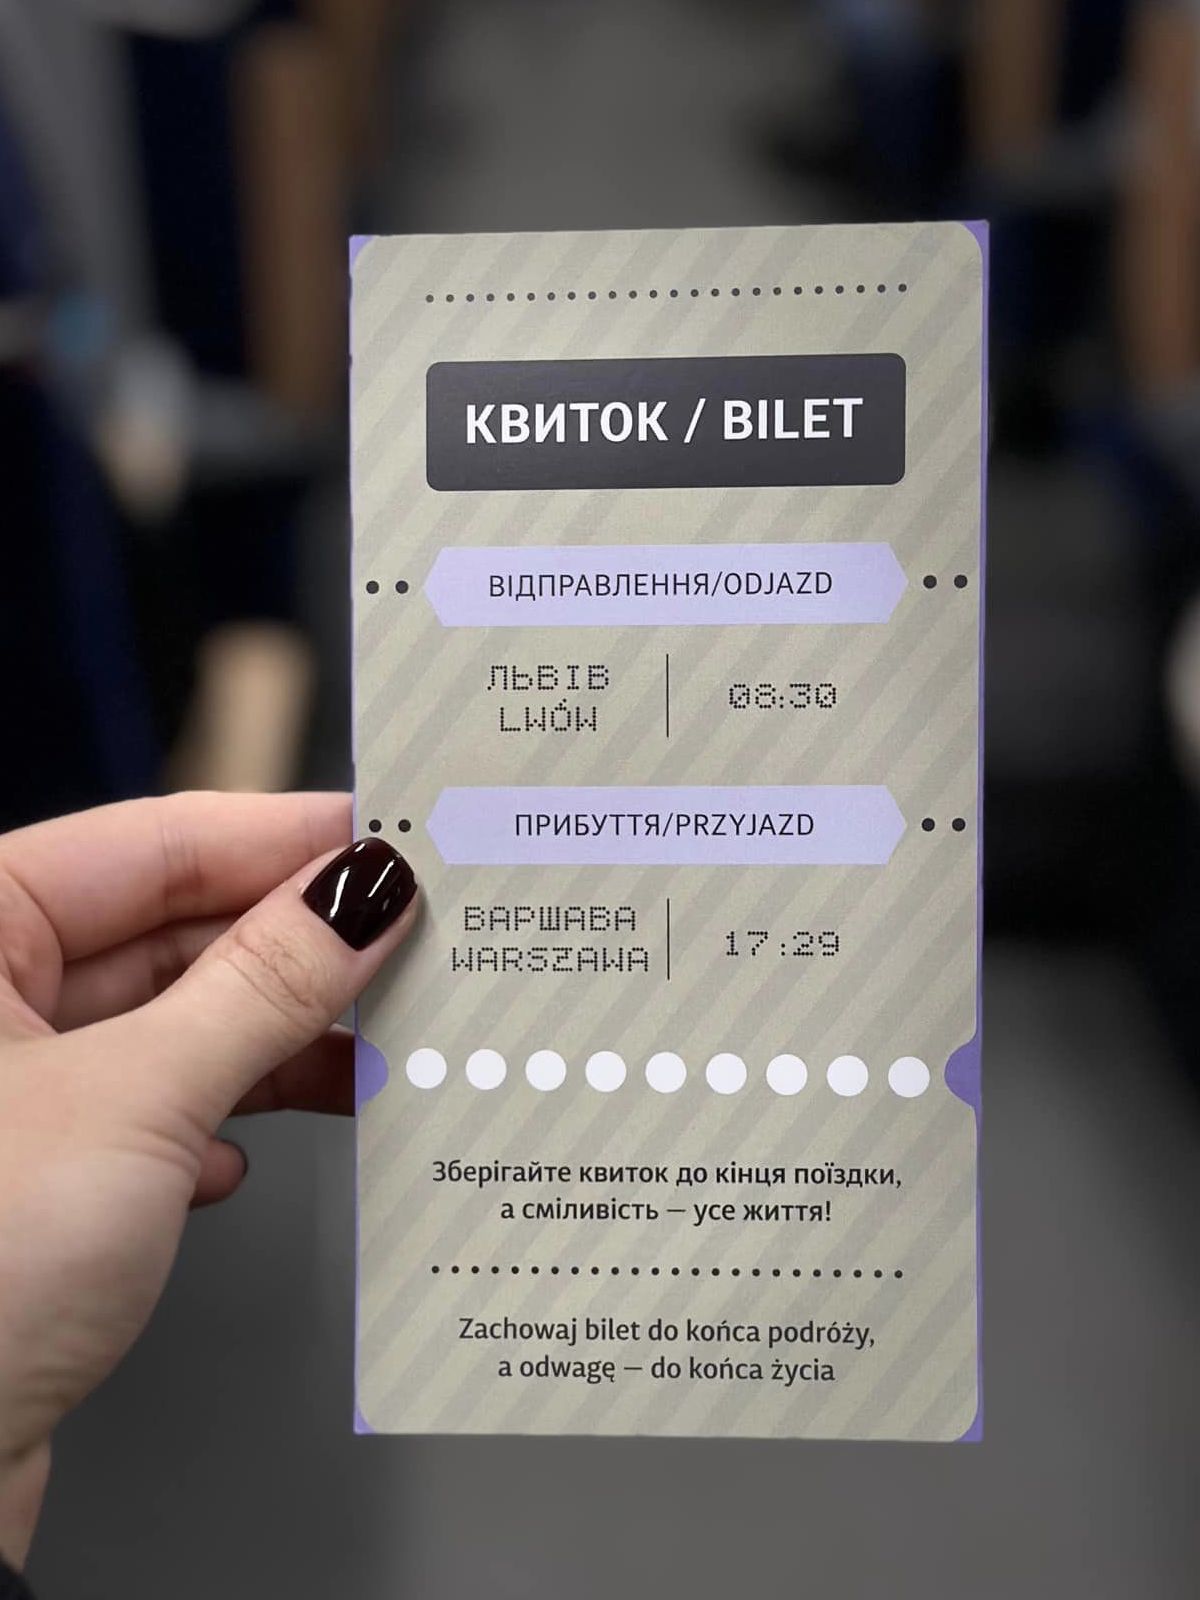 КВИТОК / BILET
ВІДПРАВЛЕННЯ/ODJAZD
ЛЬВІВ
LWÓW
08:30
ПРИБУТТЯ/PRZYJAZD
ВАРШАВА
WARSZAWA
17:29
Зберігайте квиток до кінця поїздки,
а сміливість — усе життя!
Zachowaj bilet do końca podróży,
a odwagę — do końca życia